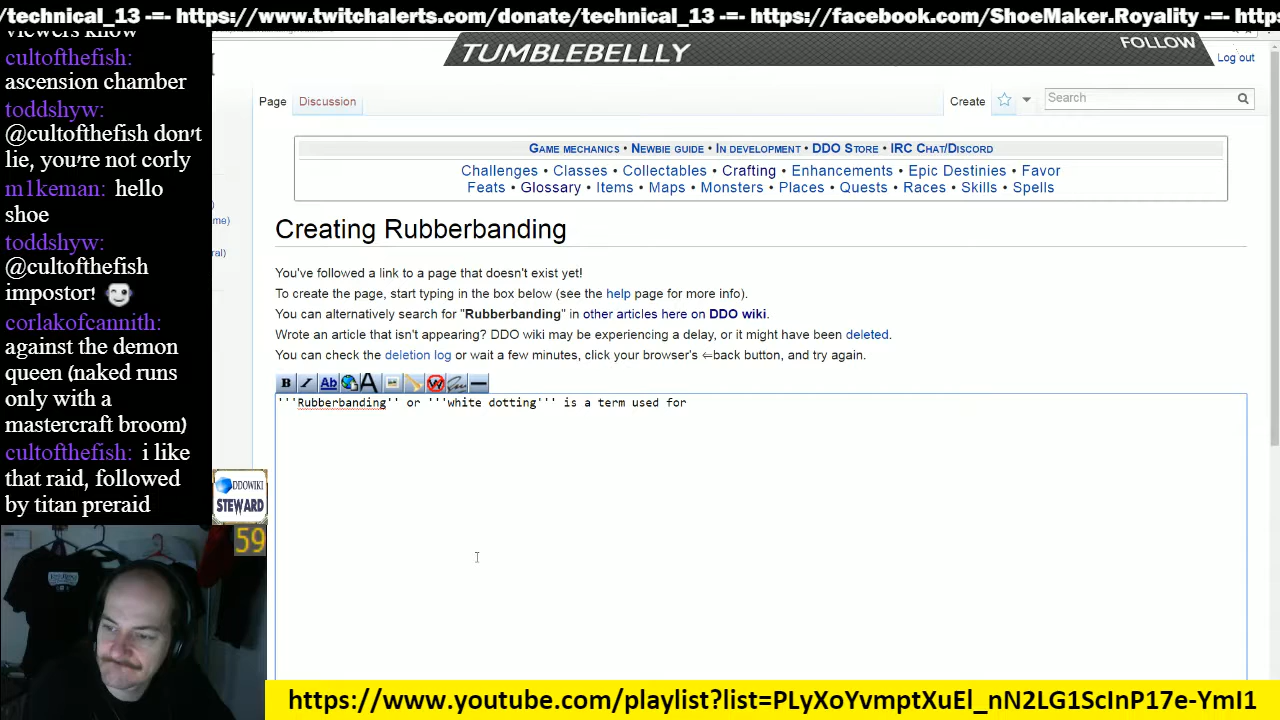 /technical_13 -=- https://www.twitchalerts.com/donate/technical_13 -=- https://facebook.com/ShoeMaker.Royality -=- https
viewers know
cultofthefish:
ascension chamber
toddshyw:
@cultofthefish don't
lie, you're not corly
m1keman: hello
shoe
toddshyw:
@cultofthefish
impostor!
corlakofcannith:
against the demon
queen (naked runs
only with a
mastercraft broom)
cultofthefish: i like
that raid, followed
by titan preraid
DDOWIKI
STEWARD
59
TUMBLEBELLLY
FOLLOW
Log out
Page Discussion
Create
Search
GAME MECHANICS • NEWBIE GUIDE • IN DEVELOPMENT • DDO STORE • IRC CHAT/DISCORD
Challenges • Classes • Collectables • Crafting • Enhancements • Epic Destinies • Favor
Feats • Glossary • Items • Maps • Monsters • Places • Quests • Races • Skills • Spells
me)
ral)
Creating Rubberbanding
You've followed a link to a page that doesn't exist yet!
To create the page, start typing in the box below (see the help page for more info).
You can alternatively search for "Rubberbanding" in other articles here on DDO wiki.
Wrote an article that isn't appearing? DDO wiki may be experiencing a delay, or it might have been deleted.
You can check the deletion log or wait a few minutes, click your browser's ⇐back button, and try again.
B I Ab A W
'''Rubberbanding'' or '''white dotting''' is a term used for
https://www.youtube.com/playlist?list=PLyXoYvmptXuEl_nN2LG1ScInP17e-YmI1